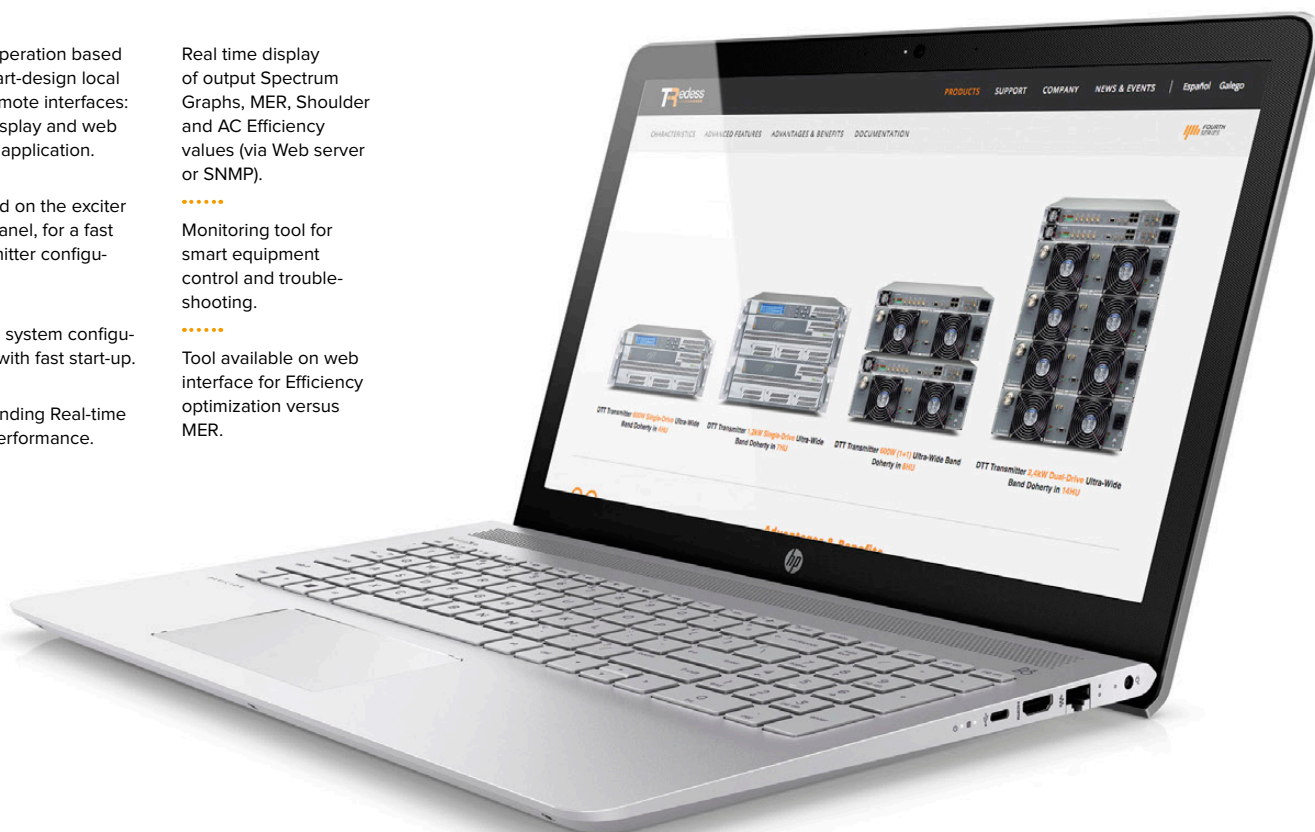 peration based
art-design local
mote interfaces:
splay and web
application.
d on the exciter
anel, for a fast
nitter configu-
system configu-
with fast start-up.
nding Real-time
erformance.
Real time display
of output Spectrum
Graphs, MER, Shoulder
and AC Efficiency
values (via Web server
or SNMP).
Monitoring tool for
smart equipment
control and trouble-
shooting.
Tool available on web
interface for Efficiency
optimization versus
MER.
TRedess
PRODUCTS SUPPORT COMPANY NEWS & EVENTS | Español Galego
CHARACTERISTICS ADVANCED FEATURES ADVANTAGES & BENEFITS DOCUMENTATION
FOURTH
SERIES
DTT Transmitter 600W Single-Drive Ultra-Wide
Band Doherty in 4HU
DTT Transmitter 1,2kW Single-Drive Ultra-Wide
Band Doherty in 7HU
DTT Transmitter 600W (1+1) Ultra-Wide Band
Doherty in 8HU
DTT Transmitter 2,4kW Dual-Drive Ultra-Wide
Band Doherty in 14HU
Advantages & Benefits
hp